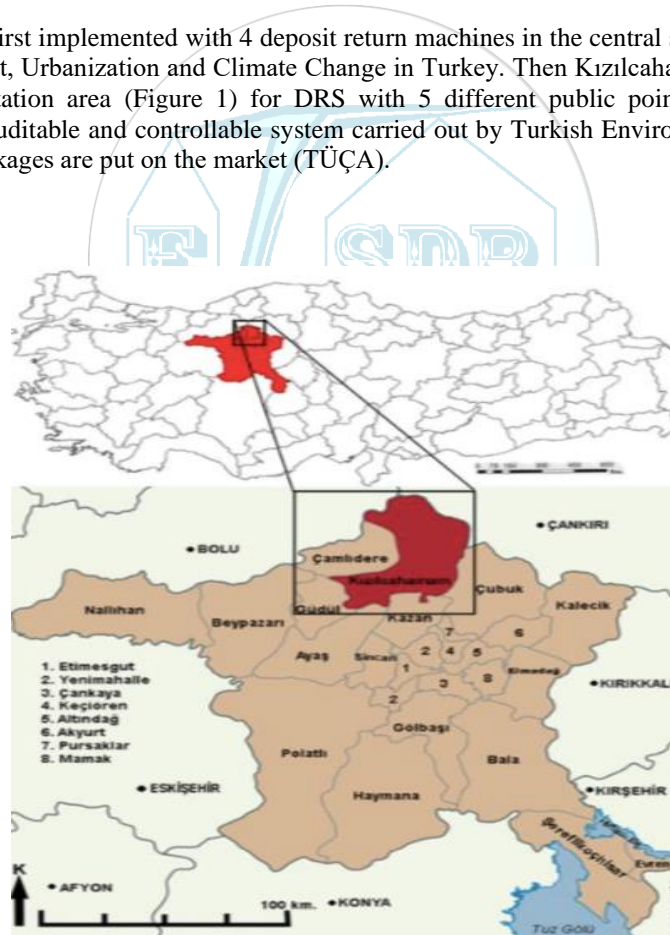 irst implemented with 4 deposit return machines in the central
t, Urbanization and Climate Change in Turkey. Then Kızılcaha
tation area (Figure 1) for DRS with 5 different public poin
uditable and controllable system carried out by Turkish Enviro
kages are put on the market (TÜÇA).
ÇANKIRI
BOLU
Çamlıdere
Kızılcahamam
Çubuk
Kalecik
Nallıhan
Beypazarı
Güdül
Kazan
7
6
Ayaş
Sincan
2
4
5
1
Elmadağ
8
3
2
KIRIKKAL
1. Etimesgut
2. Yenimahalle
3. Çankaya
4. Keçiören
5. Altındağ
6. Akyurt
7. Pursaklar
8. Mamak
Gölbaşı
Polatlı
Bala
Haymana
ESKİŞEHİR
KIRŞEHİR
Şereflikoçhisar
Evren
K
AFYON
100 km.
KONYA
Tuz Gölü